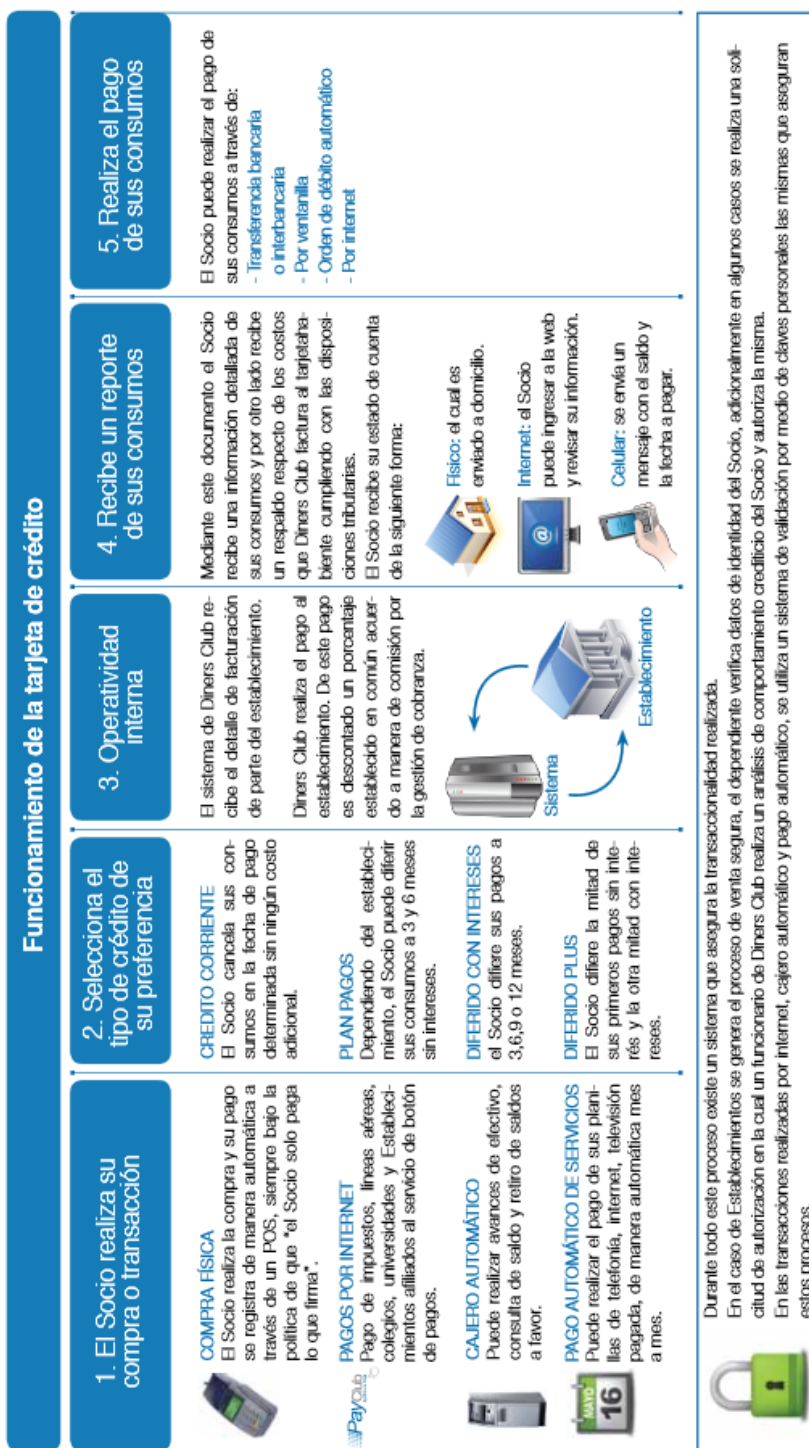 Funcionamiento de la tarjeta de crédito
1. El Socio realiza su
compra o transacción
COMPRA FÍSICA
El Socio realiza la compra y su pago
se registra de manera automática a
través de un POS, siempre bajo la
política de que "el Socio solo paga
lo que firma".
PayClub
PAGOS POR INTERNET
Pago de impuestos, líneas aéreas,
colegios, universidades y Estableci-
mientos afiliados al servicio de botón
de pagos.
CAJERO AUTOMÁTICO
Puede realizar avances de efectivo,
consulta de saldo y retiro de saldos
a favor.
MAYO
16
PAGO AUTOMÁTICO DE SERVICIOS
Puede realizar el pago de sus plani-
llas de telefonía, internet, televisión
pagada, de manera automática mes
a mes.
2. Selecciona el
tipo de crédito de
su preferencia
CREDITO CORRIENTE
El Socio cancela sus con-
sumos en la fecha de pago
determinada sin ningún costo
adicional.
PLAN PAGOS
Dependiendo del estableci-
miento, el Socio puede diferir
sus consumos a 3 y 6 meses
sin intereses.
DIFERIDO CON INTERESES
el Socio difiere sus pagos a
3,6,9 o 12 meses.
DIFERIDO PLUS
El Socio difiere la mitad de
sus primeros pagos sin inte-
rés y la otra mitad con inte-
reses.
3. Operatividad
interna
El sistema de Diners Club re-
cibe el detalle de facturación
de parte del establecimiento.
Diners Club realiza el pago al
establecimiento. De este pago
es descontado un porcentaje
establecido en común acuer-
do a manera de comisión por
la gestión de cobranza.
Sistema
Establecimiento
4. Recibe un reporte
de sus consumos
Mediante este documento el Socio
recibe una información detallada de
sus consumos y por otro lado recibe
un respaldo respecto de los costos
que Diners Club factura al tarjetaha-
biente cumpliendo con las disposi-
ciones tributarias.
El Socio recibe su estado de cuenta
de la siguiente forma:
Físico: el cual es
enviado a domicilio.
@
Internet: el Socio
puede ingresar a la web
y revisar su información.
Celular: se envía un
mensaje con el saldo y
la fecha a pagar.
5. Realiza el pago
de sus consumos
El Socio puede realizar el pago de
sus consumos a través de:
- Transferencia bancaria
o interbancaria
- Por ventanilla
- Orden de débito automático
- Por internet
Durante todo este proceso existe un sistema que asegura la transaccionalidad realizada.
En el caso de Establecimientos se genera el proceso de venta segura, el dependiente verifica datos de identidad del Socio, adicionalmente en algunos casos se realiza una soli-
citud de autorización en la cual un funcionario de Diners Club realiza un análisis de comportamiento crediticio del Socio y autoriza la misma.
En las transacciones realizadas por internet, cajero automático y pago automático, se utiliza un sistema de validación por medio de claves personales las mismas que aseguran
estos procesos.